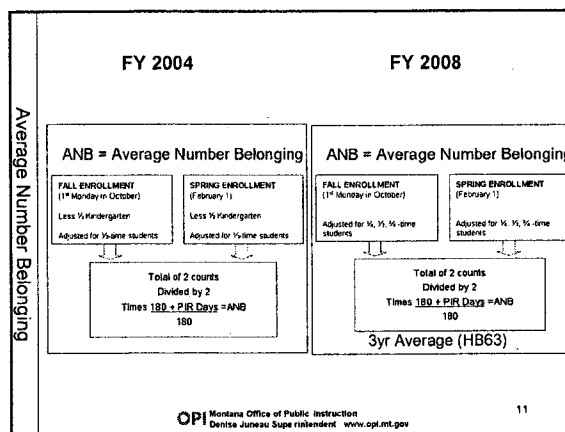 Average Number Belonging
FY 2004
ANB = Average Number Belonging
FALL ENROLLMENT
(1st Monday in October)
Less ½ Kindergarten
Adjusted for ½-time students
SPRING ENROLLMENT
(February 1)
Less ½ Kindergarten
Adjusted for ½-time students
Total of 2 counts
Divided by 2
Times 180 + PIR Days =ANB
180
FY 2008
ANB = Average Number Belonging
FALL ENROLLMENT
(1st Monday in October)
Adjusted for ¼, ½, ¾ -time
students
SPRING ENROLLMENT
(February 1)
Adjusted for ¼, ½, ¾ -time
students
Total of 2 counts
Divided by 2
Times 180 + PIR Days =ANB
180
3yr Average (HB63)
OPI Montana Office of Public Instruction
Denise Juneau Superintendent www.opi.mt.gov
11